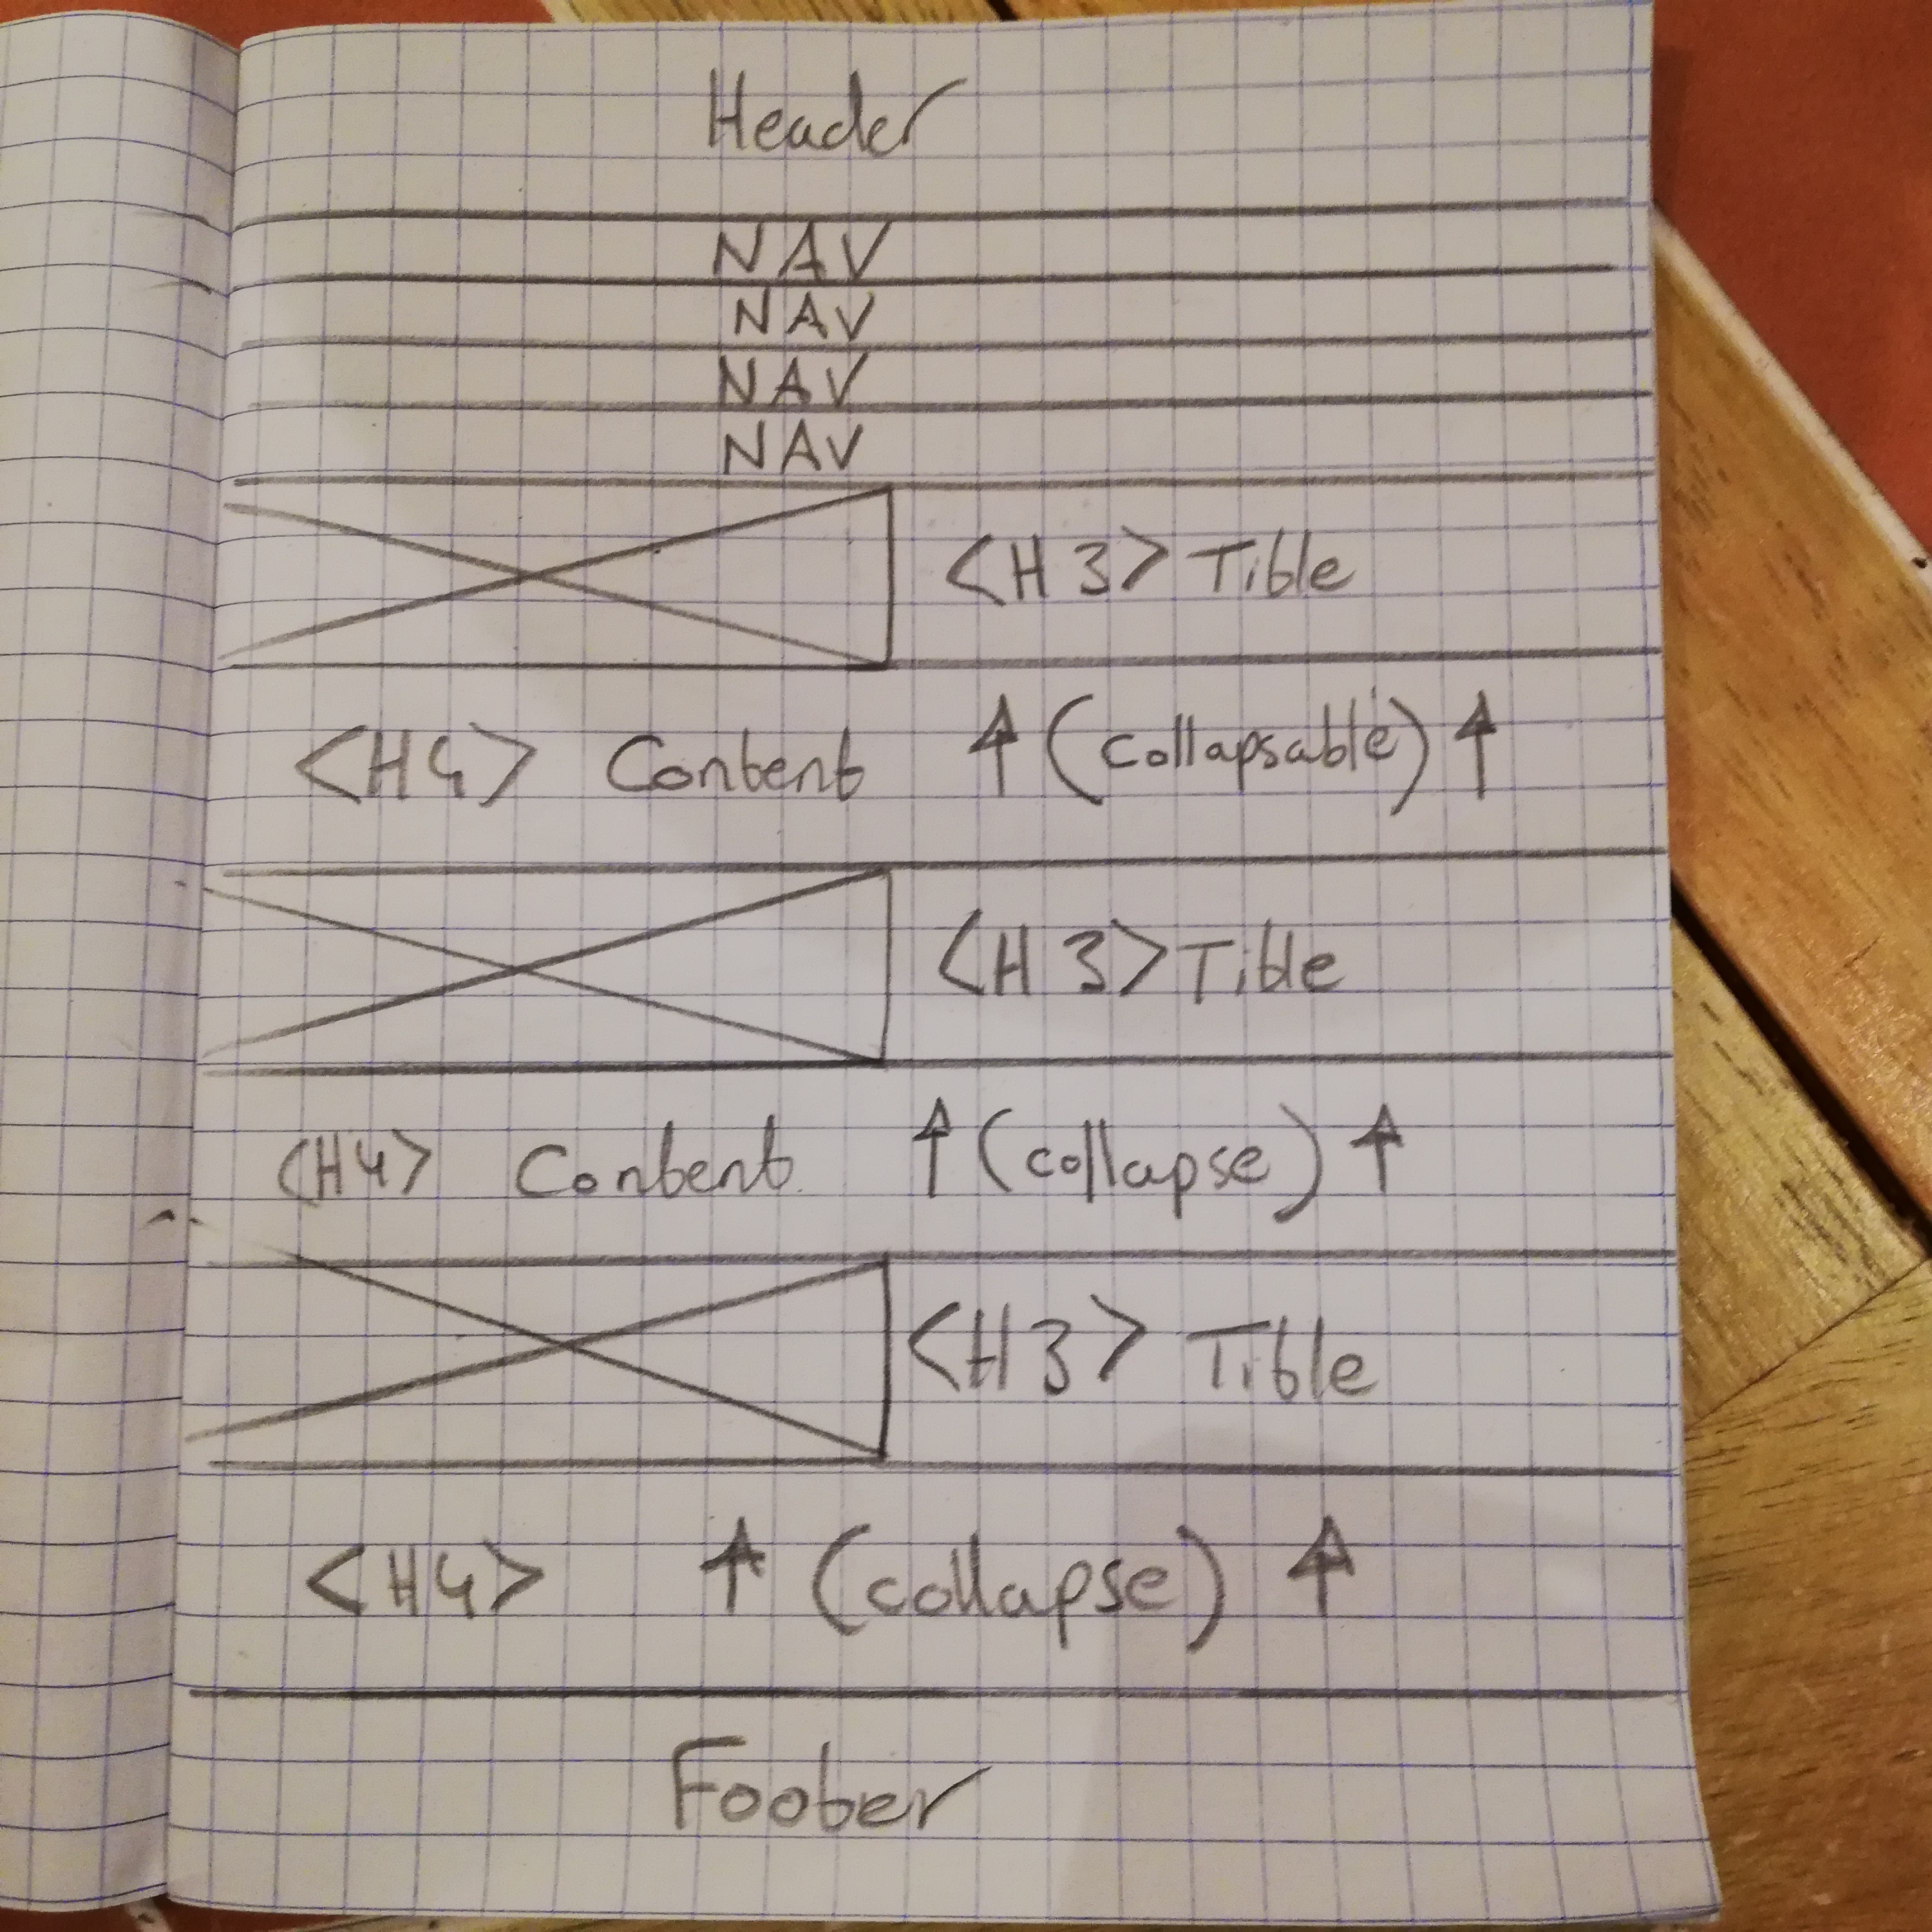 Header
NAV
NAV
NAV
NAV
<H3> Title
<H4> Content ↑ (collapsable) ↑
<H3> Title
<H4> Content ↑ (collapse) ↑
<H3> Title
<H4> ↑ (collapse) ↑
Footer